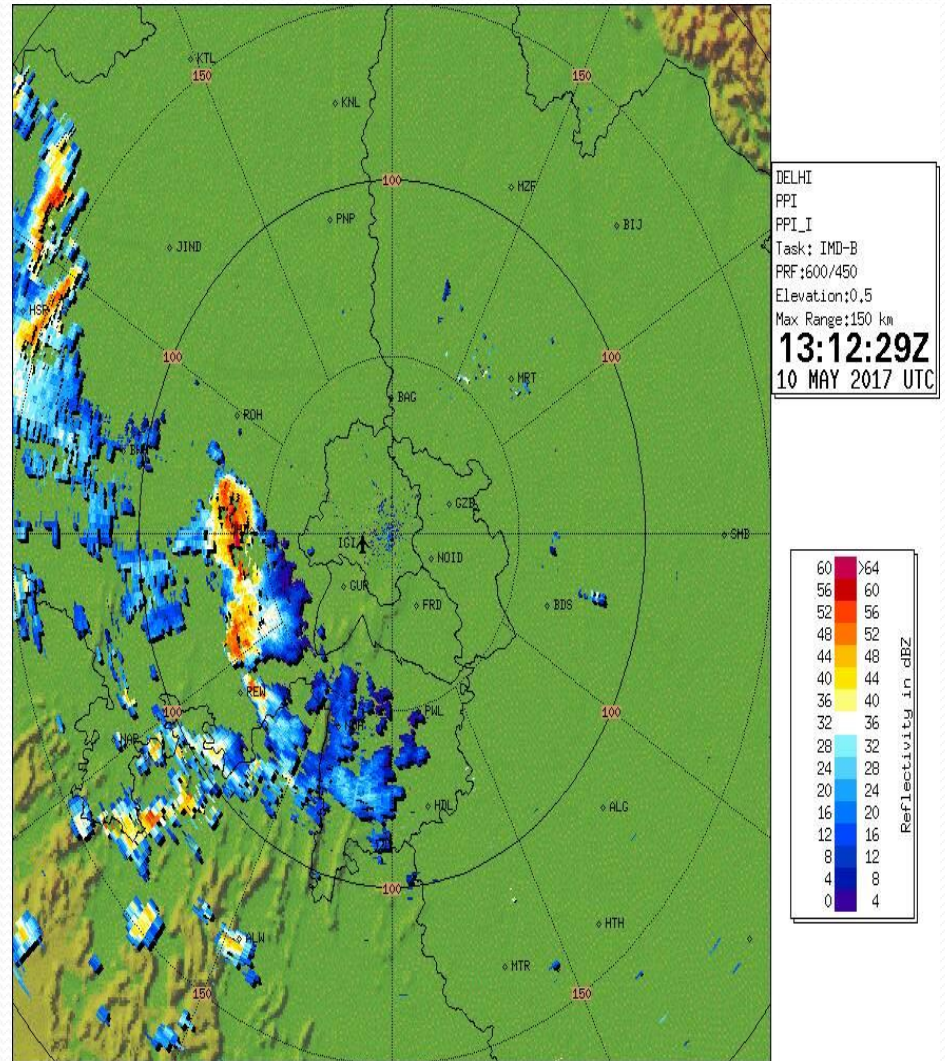 KTL
150
150
KNL
100
MZF
PNP
BIJ
JIND
HSR
100
100
MRT
BAG
ROH
GZB
IGI
SHB
NOID
GUR
FRD
BDS
REW
100
PWL
100
NAR
HDL
ALG
100
HTH
ALW
MTR
150
150
DELHI
PPI
PPI_I
Task: IMD-B
PRF:600/450
Elevation:0.5
Max Range:150 km
13:12:29Z
10 MAY 2017 UTC
60 >64
56 60
52 56
48 52
44 48
40 44
36 40
32 36
28 32
24 28
20 24
16 20
12 16
8 12
4 8
0 4
Reflectivity in dBZ